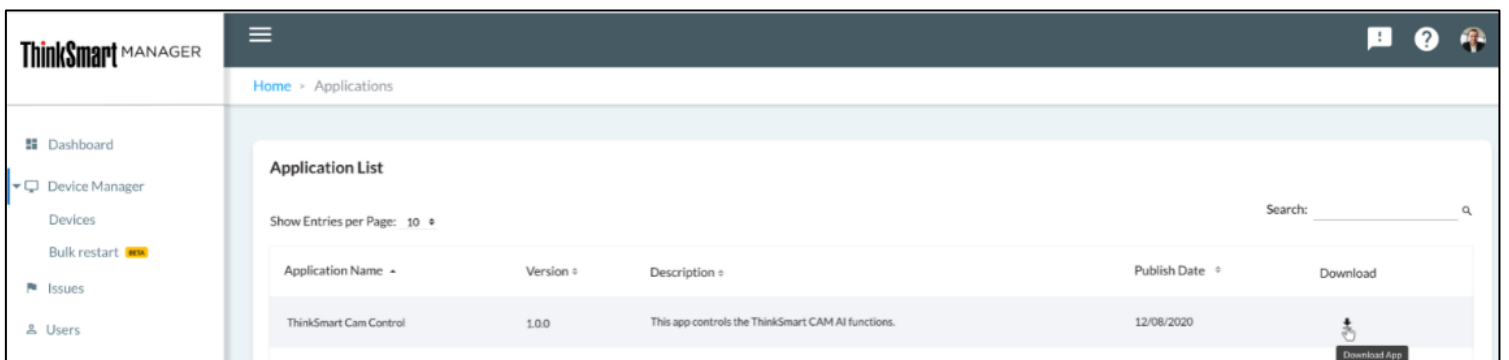 ThinkSmart MANAGER
Home > Applications
Dashboard
Device Manager
Devices
Bulk restart BETA
Issues
Users
Application List
Show Entries per Page: 10
Search:
Application Name Version Description Publish Date Download
ThinkSmart Cam Control 1.0.0 This app controls the ThinkSmart CAM AI functions. 12/08/2020
Download App